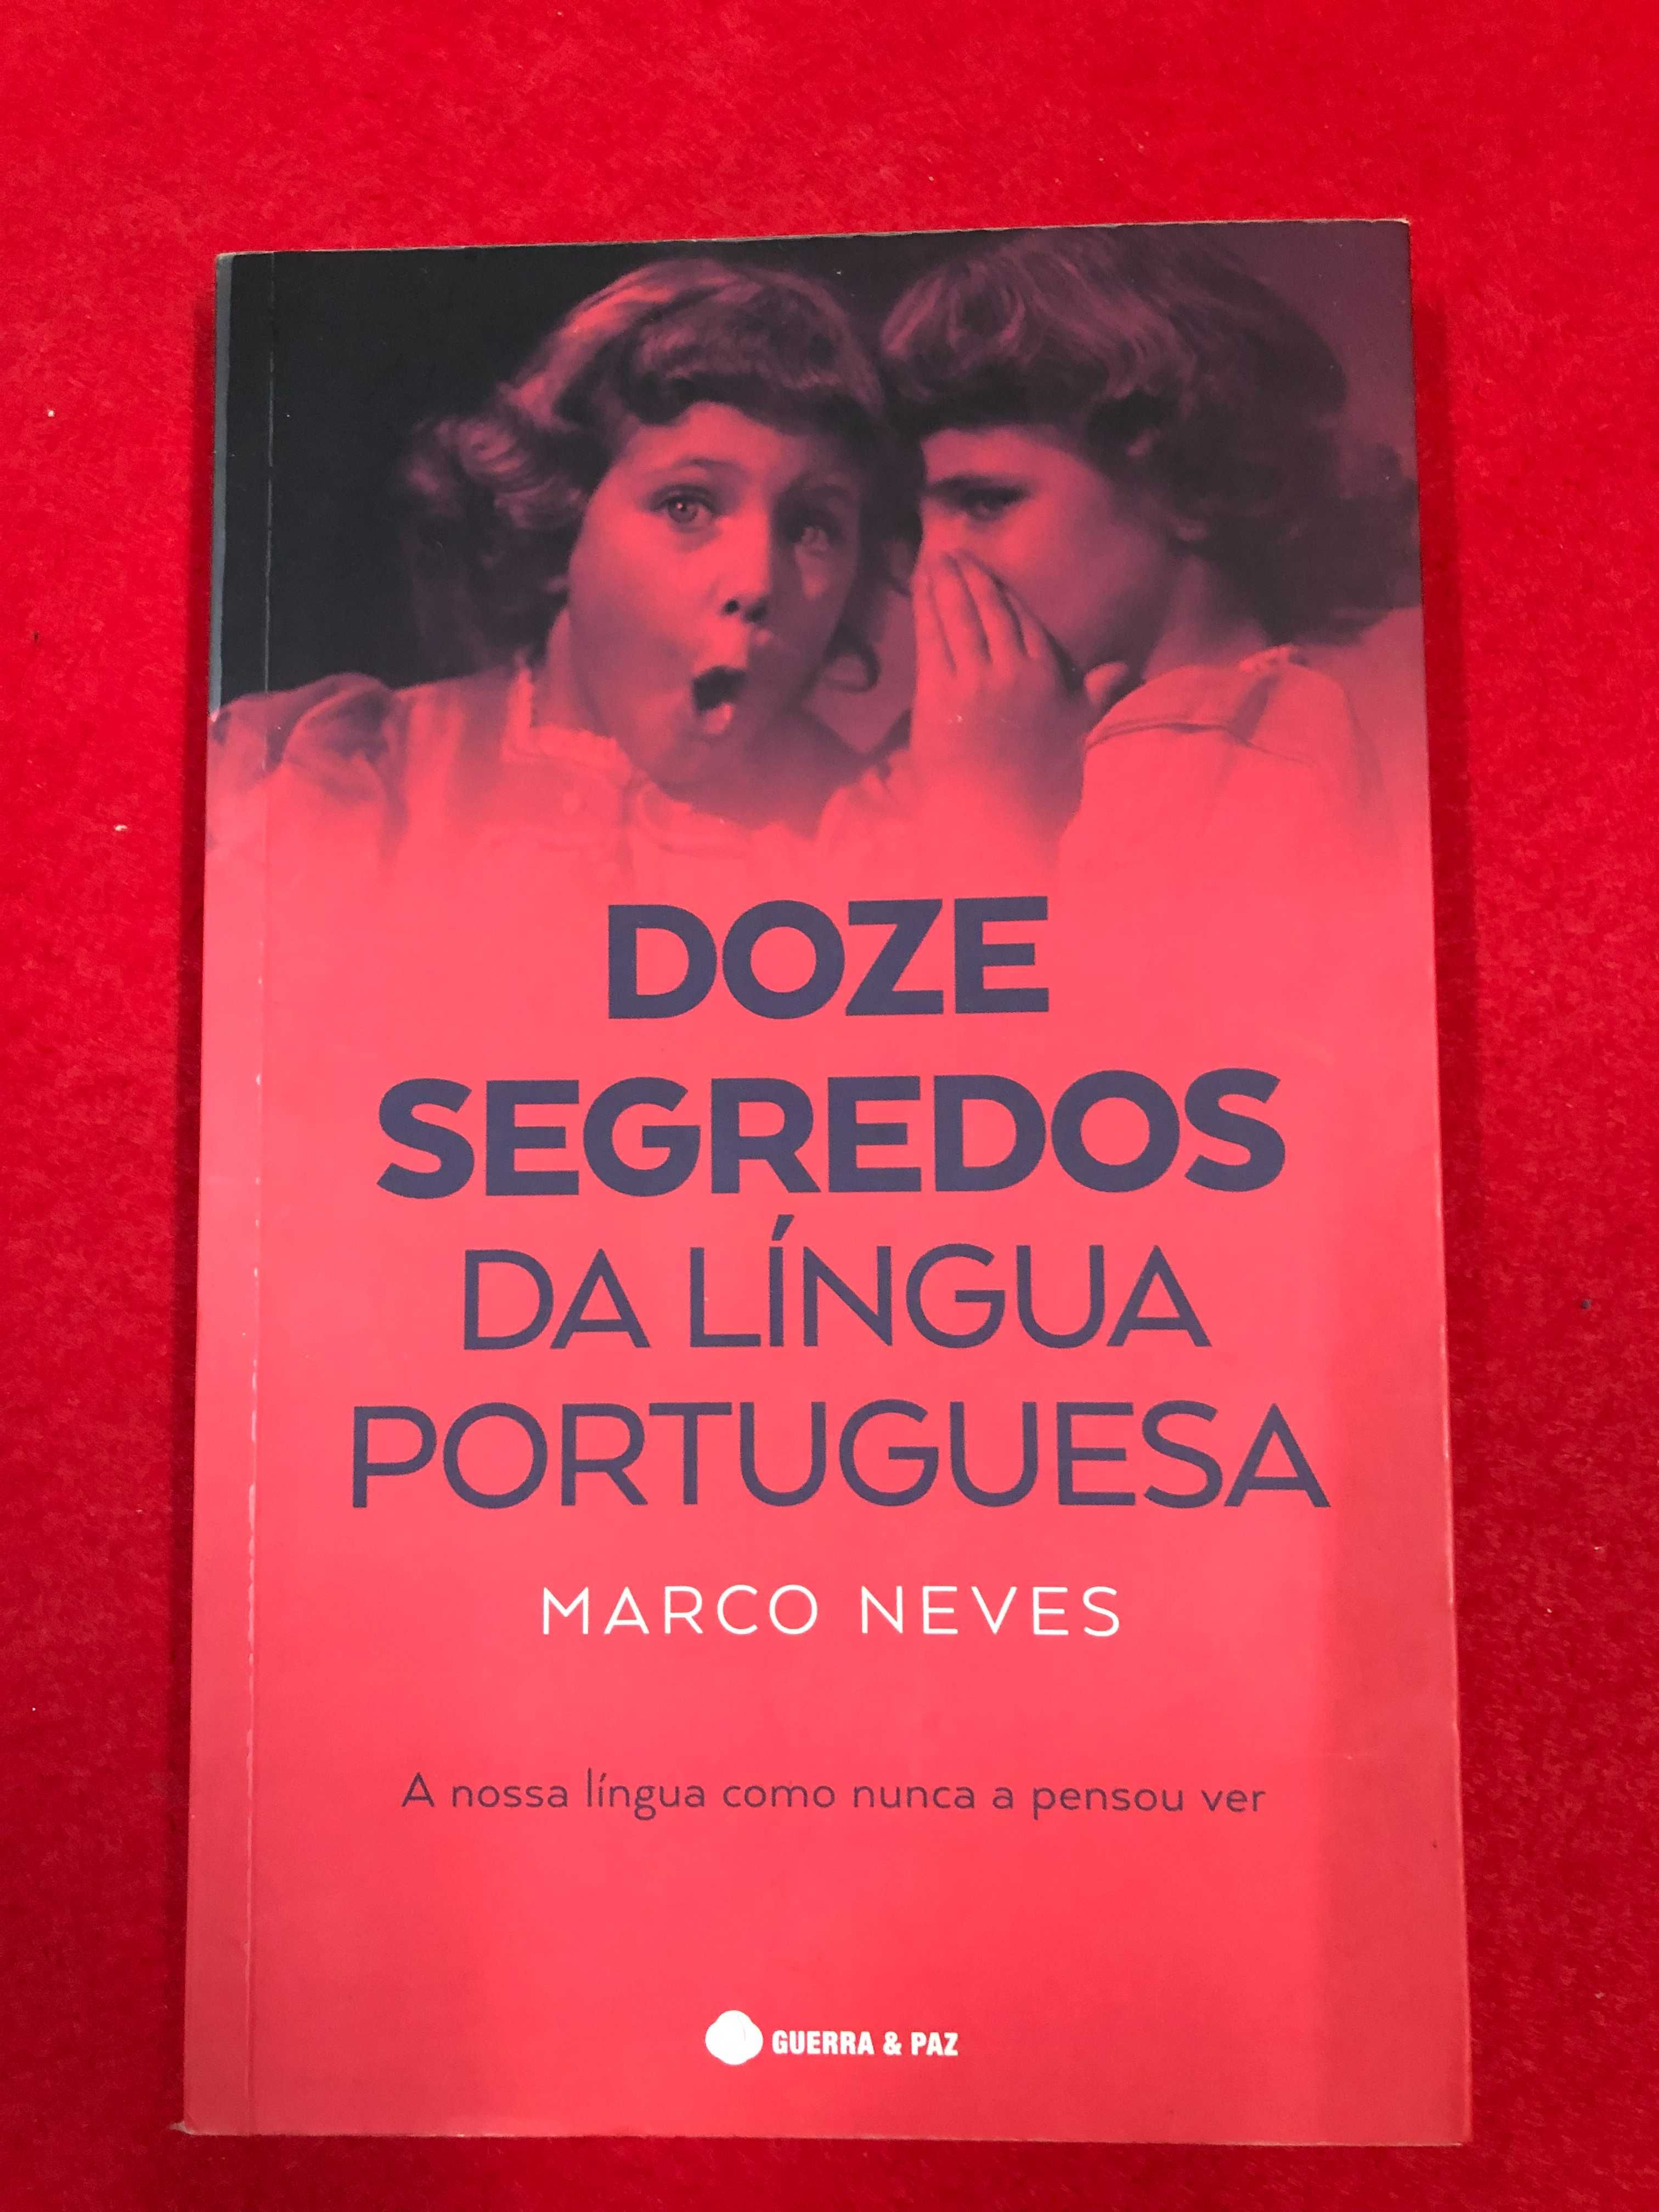 DOZE
SEGREDOS
DA LÍNGUA
PORTUGUESA
MARCO NEVES
A nossa língua como nunca a pensou ver
GUERRA & PAZ